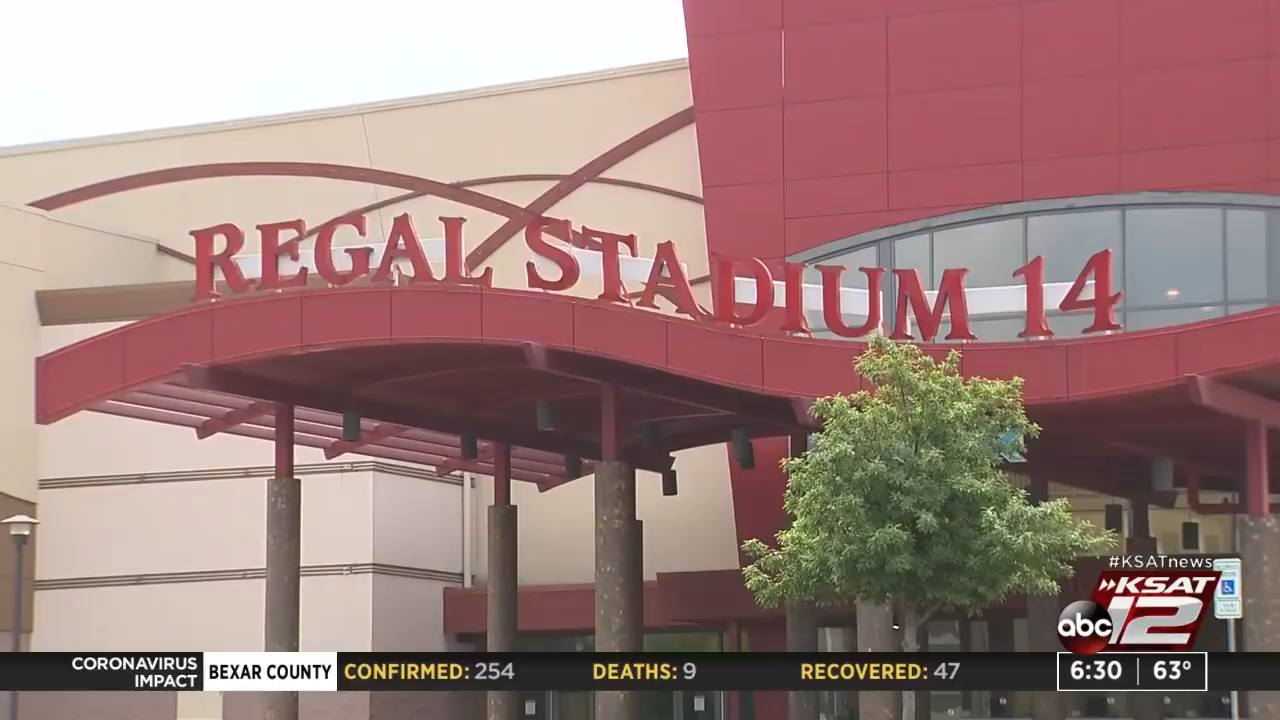 REGAL STADIUM 14
#KSATnews
KSAT
abc 12
CORONAVIRUS
IMPACT
BEXAR COUNTY
CONFIRMED: 254
DEATHS: 9
RECOVERED: 47
6:30
63°